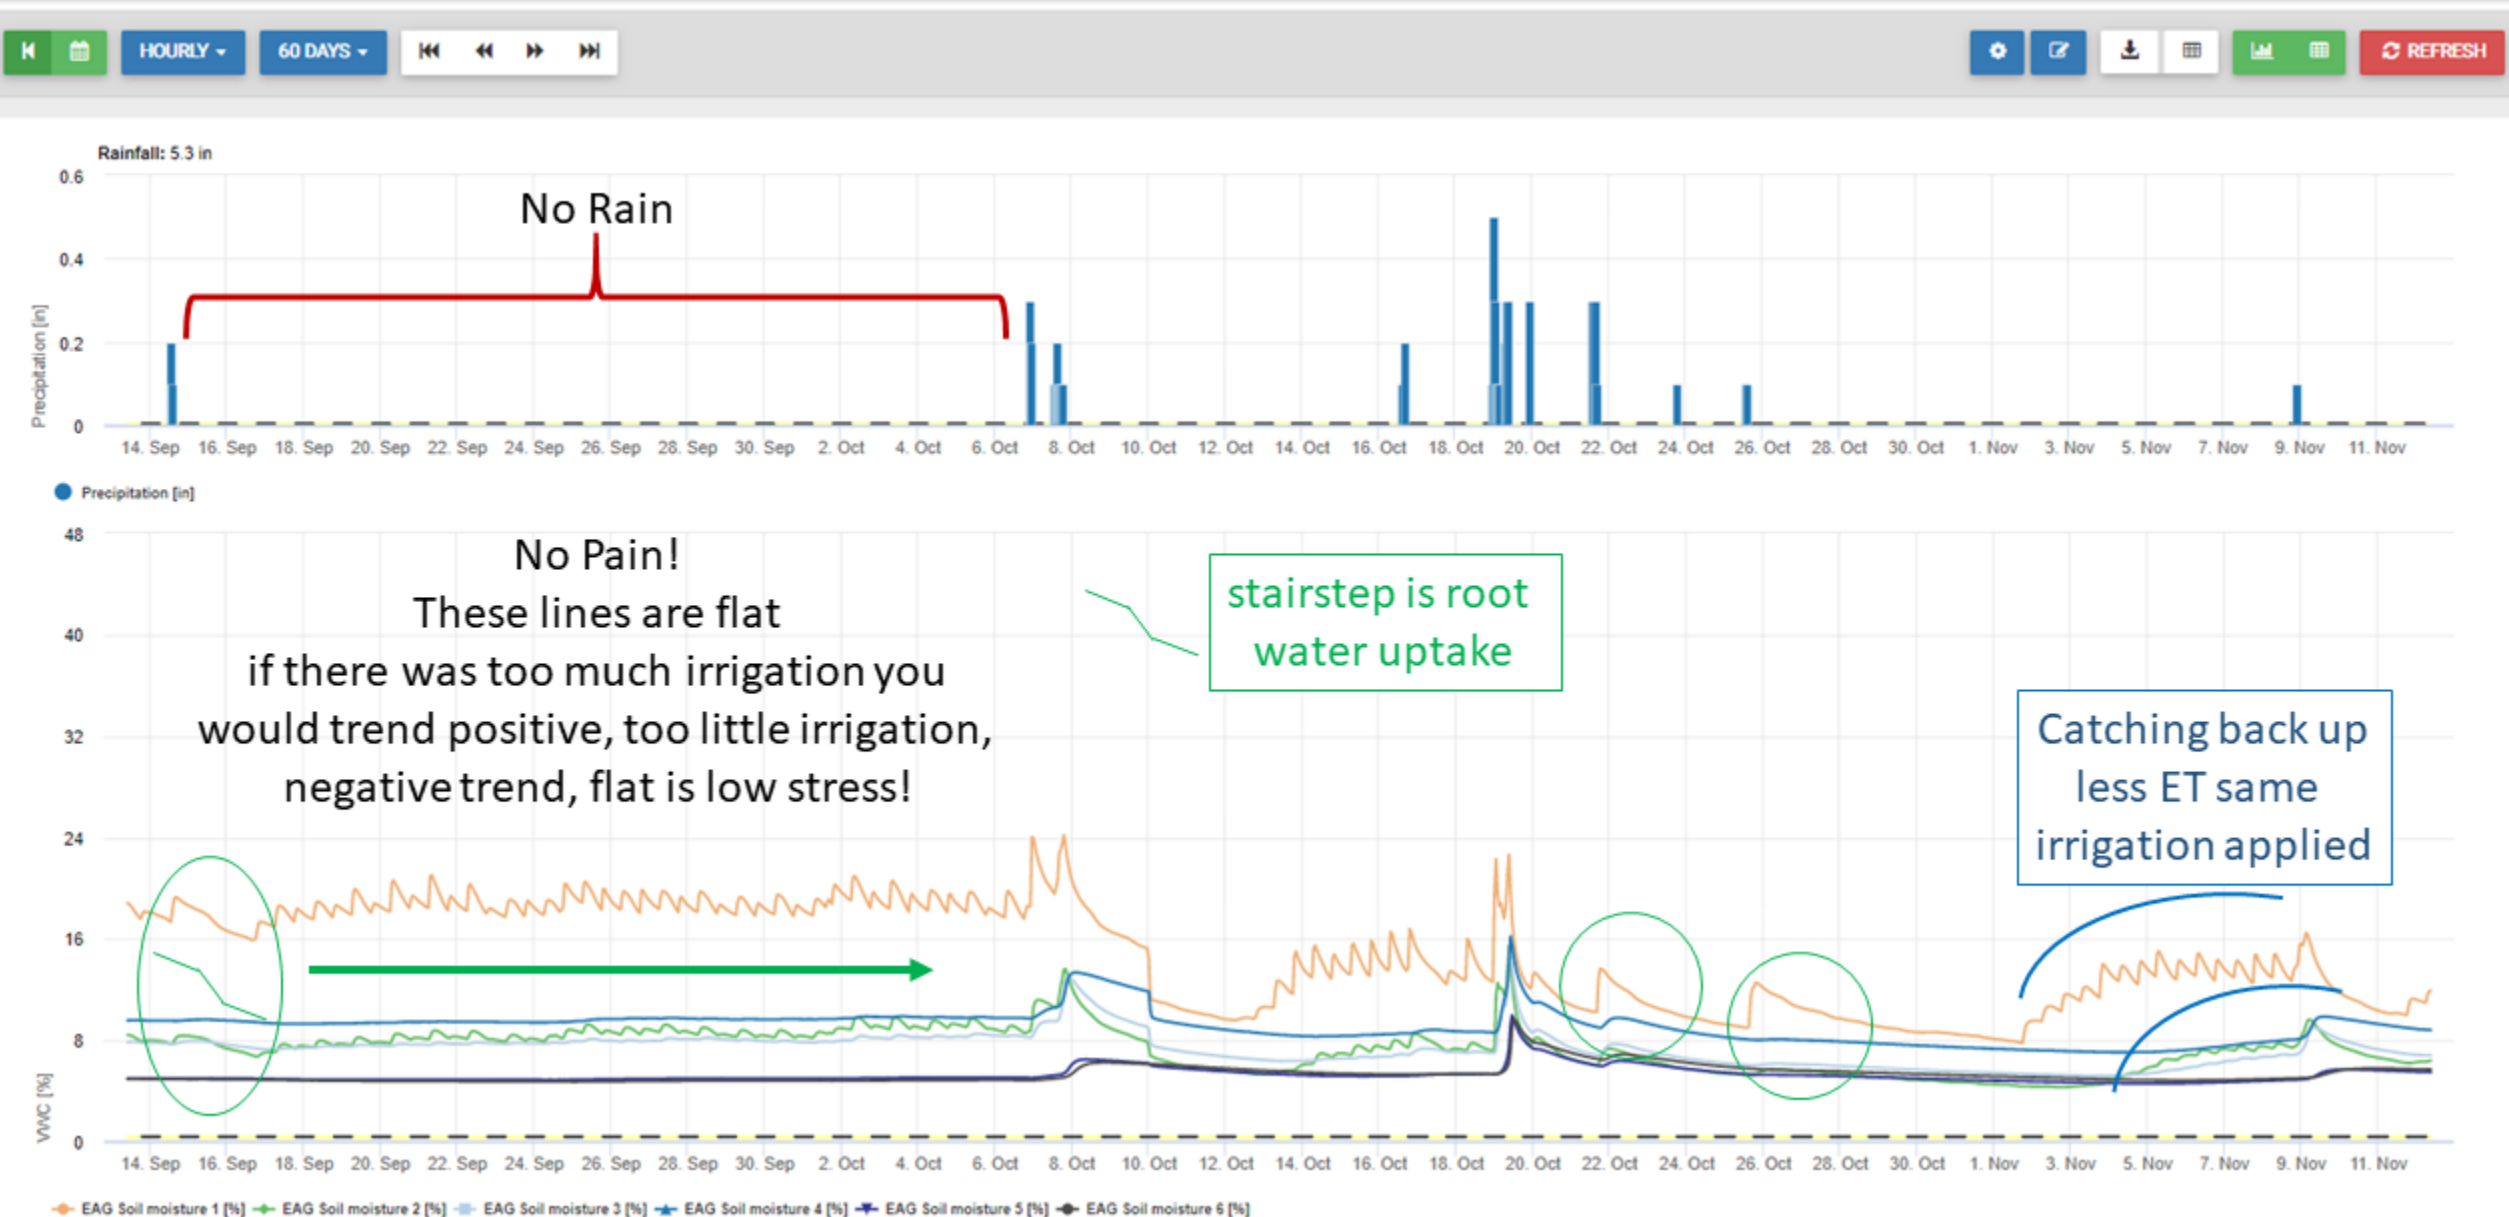 HOURLY
60 DAYS
REFRESH
Rainfall: 5.3 in
No Rain
0.6
0.4
0.2
0
Precipitation [in]
14. Sep 16. Sep 18. Sep 20. Sep 22. Sep 24. Sep 26. Sep 28. Sep 30. Sep 2. Oct 4. Oct 6. Oct 8. Oct 10. Oct 12. Oct 14. Oct 16. Oct 18. Oct 20. Oct 22. Oct 24. Oct 26. Oct 28. Oct 30. Oct 1. Nov 3. Nov 5. Nov 7. Nov 9. Nov 11. Nov
Precipitation [in]
No Pain!
These lines are flat
if there was too much irrigation you
would trend positive, too little irrigation,
negative trend, flat is low stress!
stairstep is root
water uptake
Catching back up
less ET same
irrigation applied
48
40
32
24
16
8
0
VWC [%]
14. Sep 16. Sep 18. Sep 20. Sep 22. Sep 24. Sep 26. Sep 28. Sep 30. Sep 2. Oct 4. Oct 6. Oct 8. Oct 10. Oct 12. Oct 14. Oct 16. Oct 18. Oct 20. Oct 22. Oct 24. Oct 26. Oct 28. Oct 30. Oct 1. Nov 3. Nov 5. Nov 7. Nov 9. Nov 11. Nov
EAG Soil moisture 1 [%] EAG Soil moisture 2 [%] EAG Soil moisture 3 [%] EAG Soil moisture 4 [%] EAG Soil moisture 5 [%] EAG Soil moisture 6 [%]